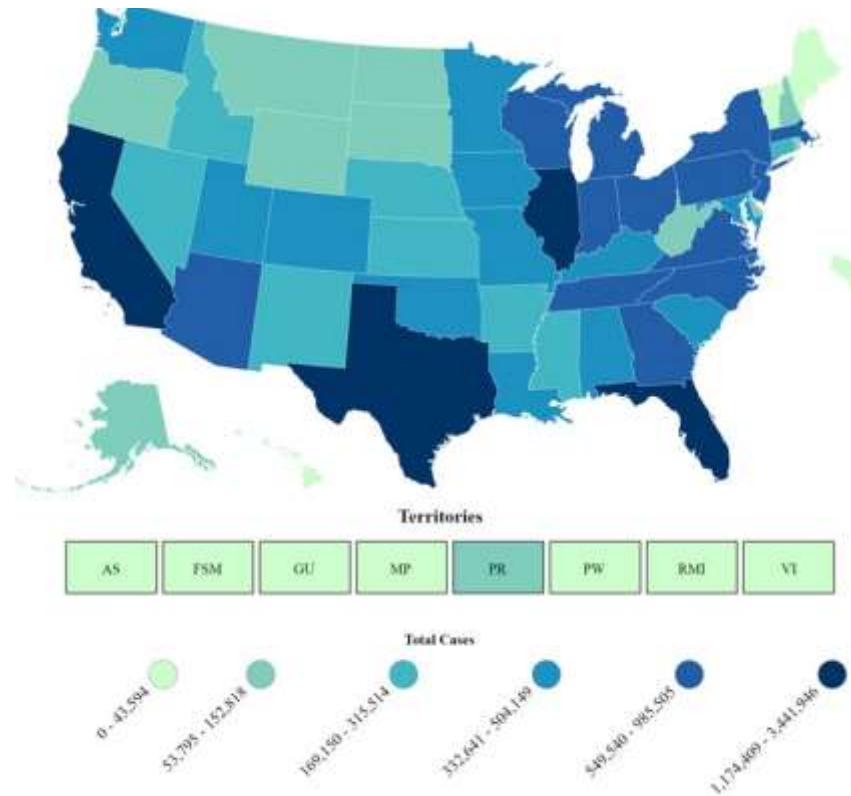 Territories
AS FSM GU MP PR PW RMI VI
Total Cases
0 - 43,594
53,795 - 152,818
169,150 - 315,514
332,641 - 504,149
549,540 - 985,505
1,174,409 - 3,441,946